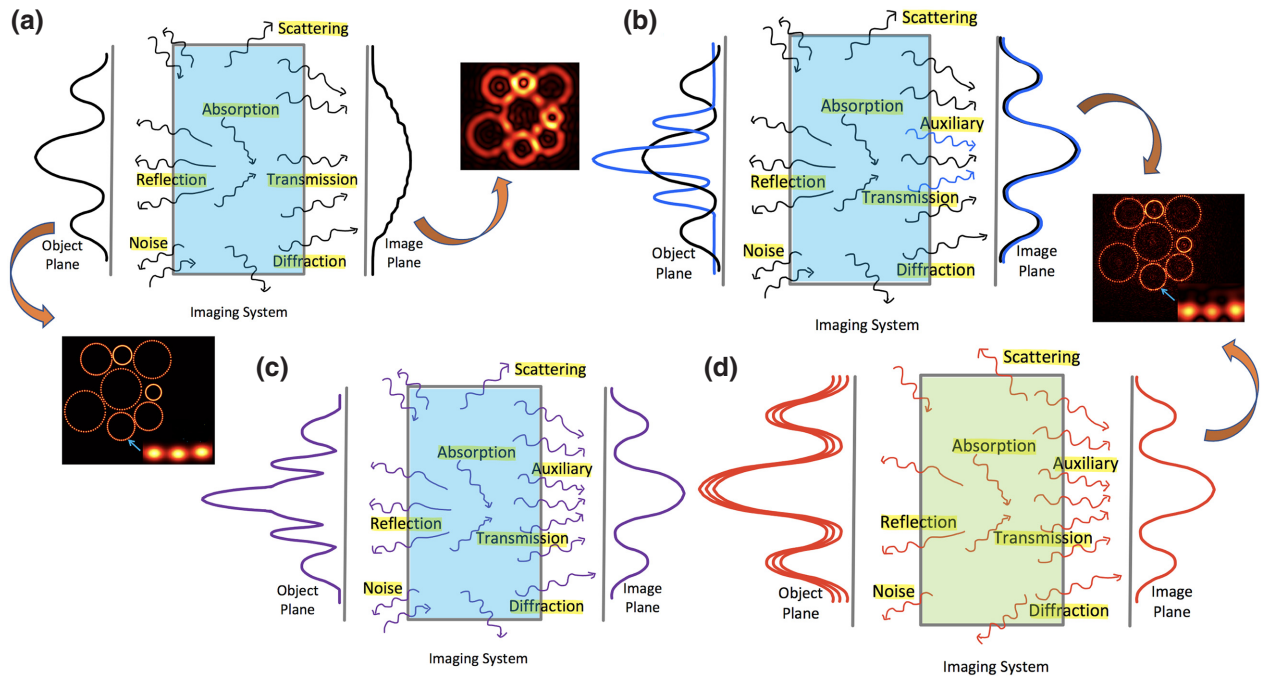 (a)
Scattering
Absorption
Reflection
Transmission
Object
Plane
Noise
Diffraction
Image
Plane
Imaging System
(b)
Scattering
Absorption
Auxiliary
Reflection
Transmission
Object
Plane
Noise
Diffraction
Image
Plane
Imaging System
(c)
Scattering
Absorption
Auxiliary
Reflection
Transmission
Object
Plane
Noise
Diffraction
Image
Plane
Imaging System
(d)
Scattering
Absorption
Auxiliary
Reflection
Transmission
Object
Plane
Noise
Diffraction
Image
Plane
Imaging System